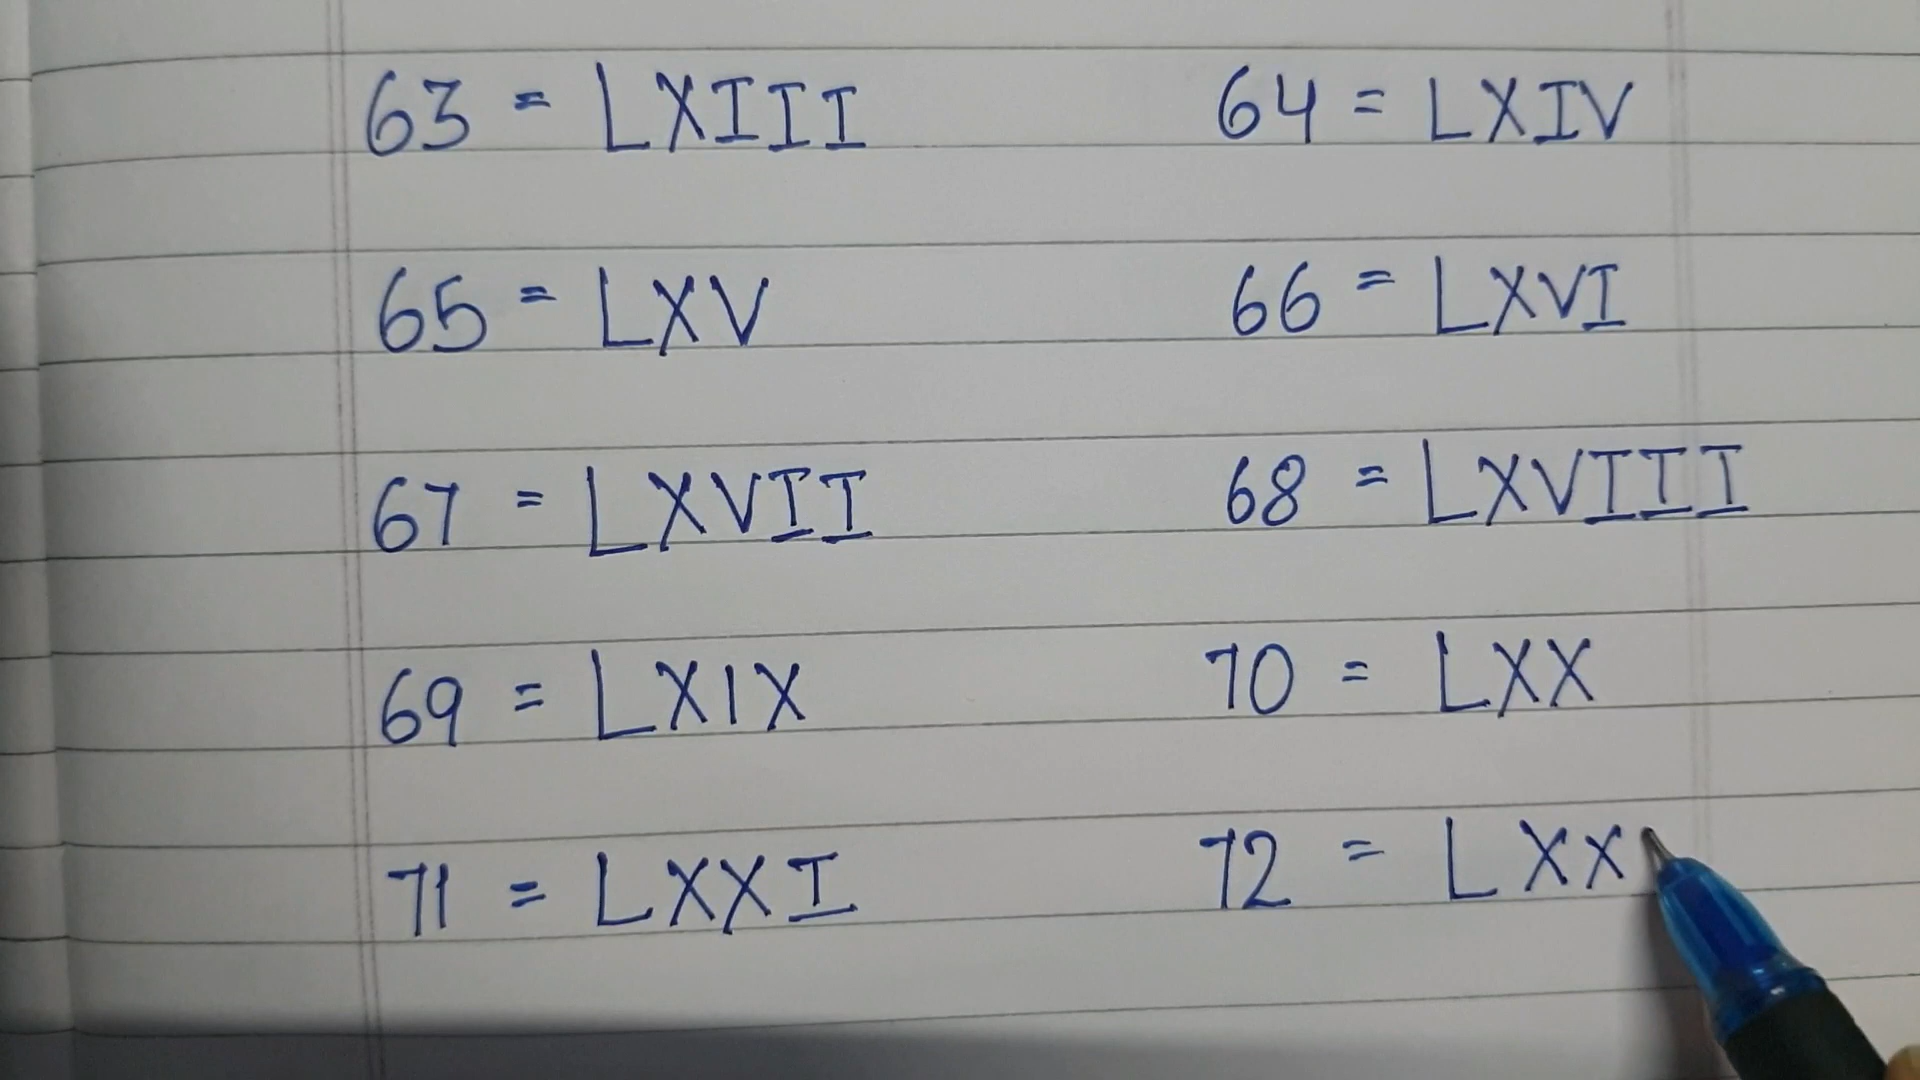 63 = LXIII 64 = LXIV
65 = LXV 66 = LXVI
67 = LXVII 68 = LXVIII
69 = LXIX 70 = LXX
71 = LXXI 72 = LXX